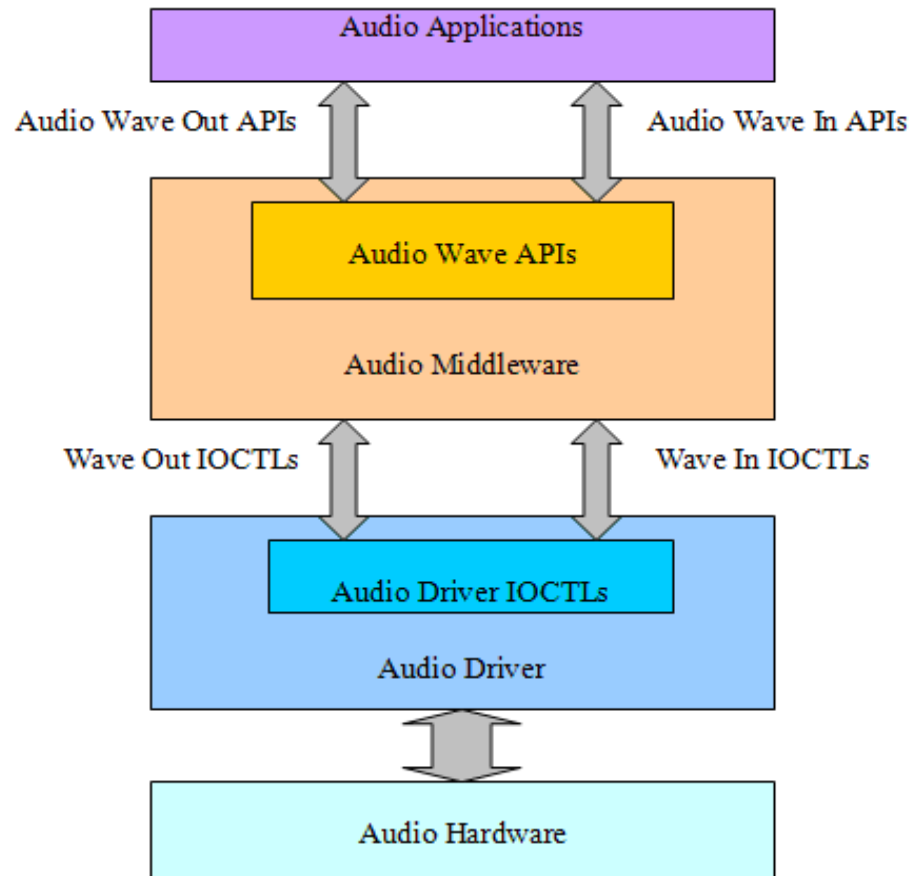 Audio Applications
Audio Wave Out APIs
Audio Wave In APIs
Audio Wave APIs
Audio Middleware
Wave Out IOCTLs
Wave In IOCTLs
Audio Driver IOCTLs
Audio Driver
Audio Hardware